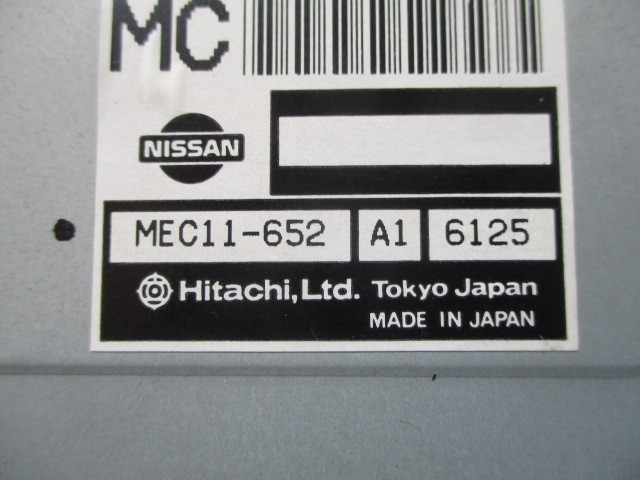 MC
NISSAN
MEC11-652 A1 6125
Hitachi, Ltd. Tokyo Japan
MADE IN JAPAN